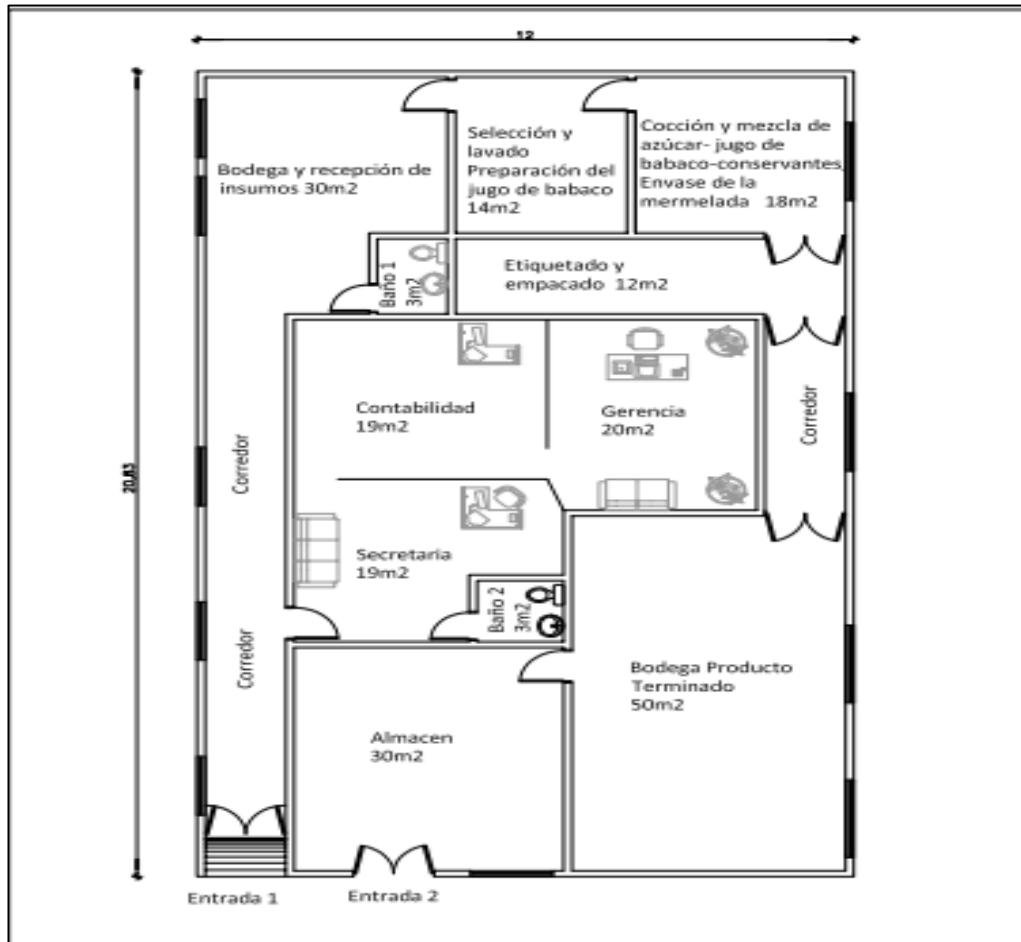 12
20,83
Bodega y recepción de
insumos 30m2
Selección y
lavado
Preparación del
jugo de babaco
14m2
Cocción y mezcla de
azúcar- jugo de
babaco-conservantes
Envase de la
mermelada 18m2
Baño 1
3m2
Etiquetado y
empacado 12m2
Contabilidad
19m2
Gerencia
20m2
Corredor
Corredor
Secretaria
19m2
Baño 2
3m2
Corredor
Bodega Producto
Terminado
50m2
Almacen
30m2
Entrada 1
Entrada 2